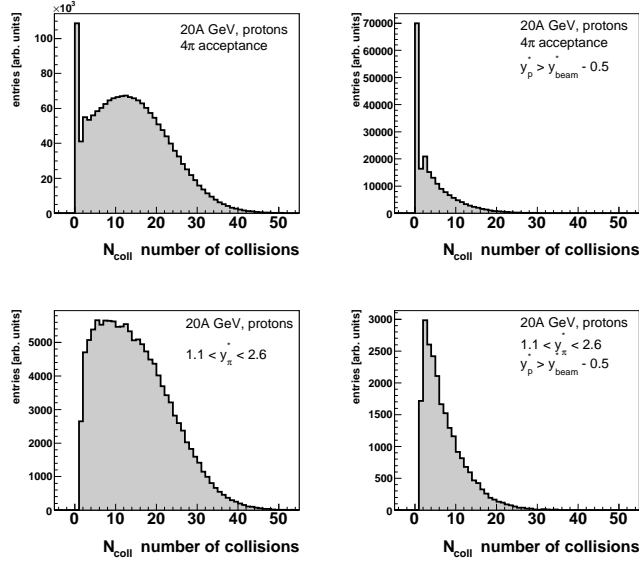 ×10³
20A GeV, protons
4π acceptance
entries [arb. units]
100
80
60
40
20
0
0 10 20 30 40 50
N_coll number of collisions
20A GeV, protons
4π acceptance
y*_p > y*_beam - 0.5
entries [arb. units]
70000
60000
50000
40000
30000
20000
10000
0
0 10 20 30 40 50
N_coll number of collisions
20A GeV, protons
1.1 < y*_π < 2.6
entries [arb. units]
5000
4000
3000
2000
1000
0
0 10 20 30 40 50
N_coll number of collisions
20A GeV, protons
1.1 < y*_π < 2.6
y*_p > y*_beam - 0.5
entries [arb. units]
3000
2500
2000
1500
1000
500
0
0 10 20 30 40 50
N_coll number of collisions